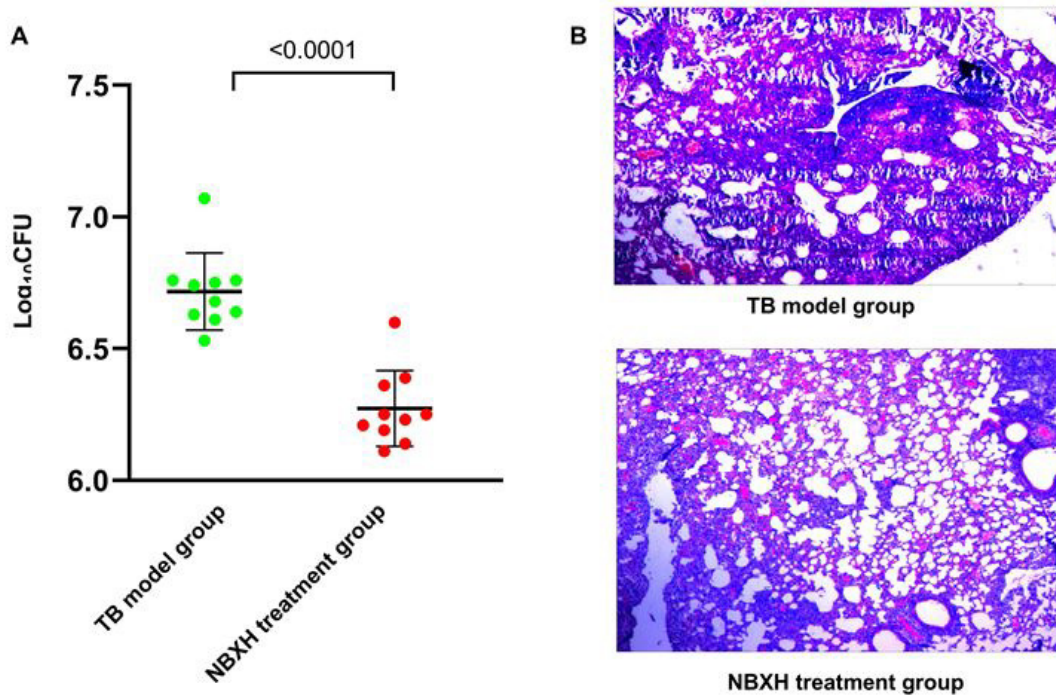 A
<0.0001
7.5
7.0
6.5
6.0
TB model group
NBXH treatment group
B
TB model group
NBXH treatment group